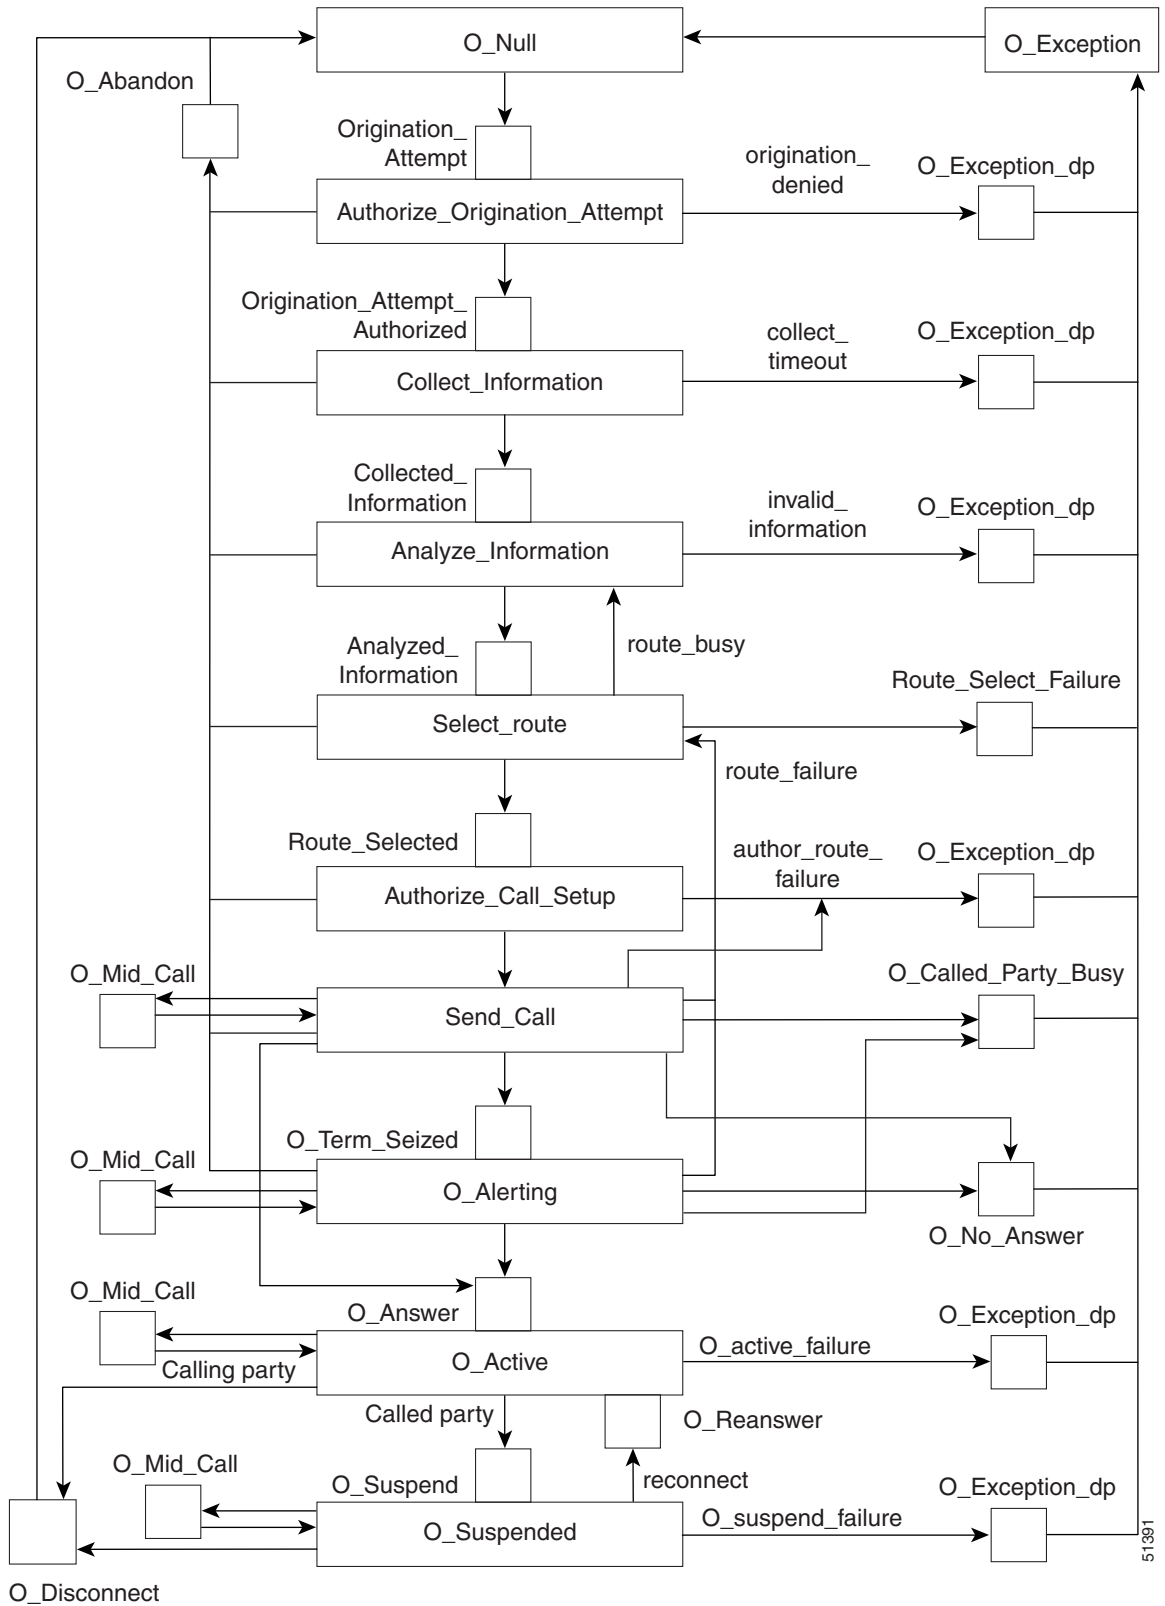 O_Null
O_Exception
O_Abandon
Origination_
Attempt
origination_
denied
O_Exception_dp
Authorize_Origination_Attempt
Origination_Attempt_
Authorized
collect_
timeout
O_Exception_dp
Collect_Information
Collected_
Information
invalid_
information
O_Exception_dp
Analyze_Information
Analyzed_
Information
route_busy
Route_Select_Failure
Select_route
route_failure
Route_Selected
author_route_
failure
O_Exception_dp
Authorize_Call_Setup
O_Mid_Call
O_Called_Party_Busy
Send_Call
O_Term_Seized
O_Mid_Call
O_Alerting
O_No_Answer
O_Mid_Call
O_Answer
O_Exception_dp
O_active_failure
O_Active
Calling party
Called party
O_Reanswer
O_Mid_Call
O_Suspend
reconnect
O_Exception_dp
O_suspend_failure
O_Suspended
51391
O_Disconnect